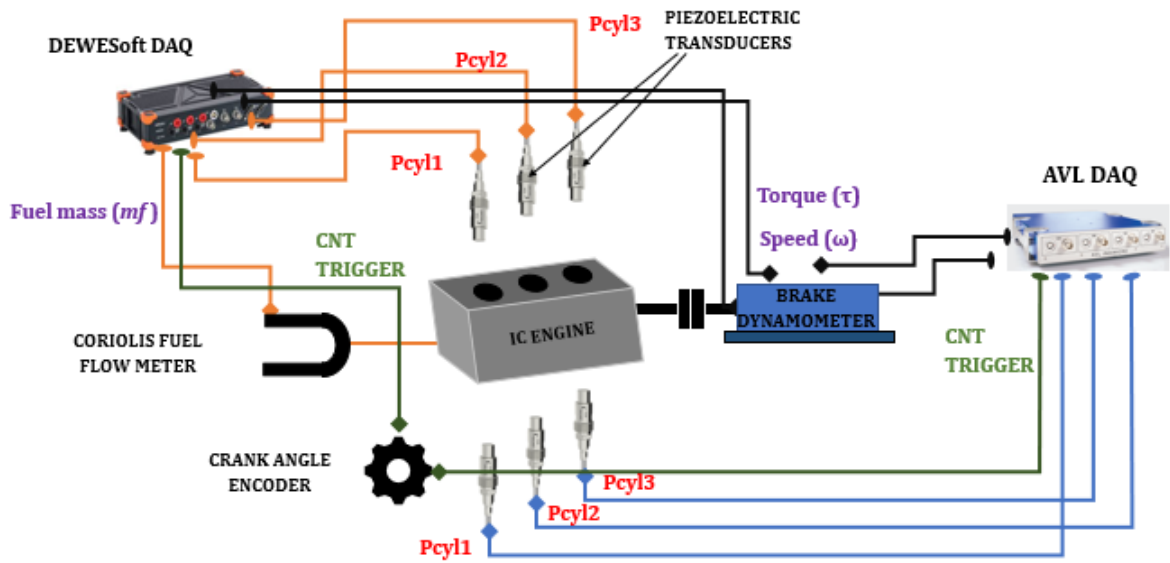 Pcyl3
PIEZOELECTRIC
TRANSDUCERS
DEWESoft DAQ
Pcyl2
Pcyl1
AVL DAQ
Fuel mass (mf)
Torque (τ)
CNT
TRIGGER
Speed (ω)
BRAKE
DYNAMOMETER
IC ENGINE
CORIOLIS FUEL
FLOW METER
CNT
TRIGGER
CRANK ANGLE
ENCODER
Pcyl3
Pcyl2
Pcyl1